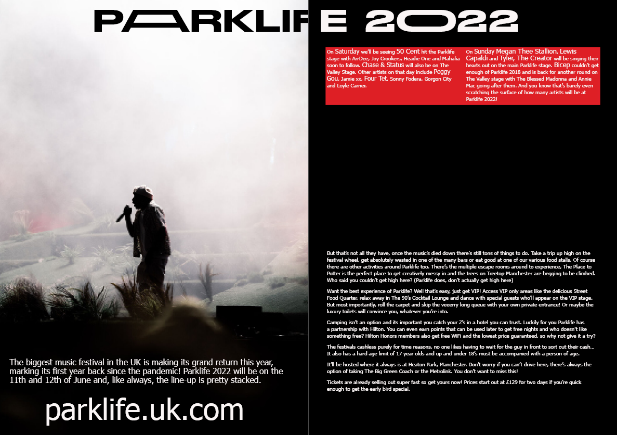 PARKLIFE 2022
On Saturday we'll be seeing 50 Cent hit the Parklife
stage with ArrDee, Joy Crookes, Headie One and Mahalia
soon to follow. Chase & Status will also be on The
Valley Stage. Other artists on that day include Peggy
Gou, Jamie xx, Four Tet, Sonny Fodera, Gorgon City
and Loyle Carner.
On Sunday Megan Thee Stallion, Lewis
Capaldi and Tyler, The Creator will be singing their
hearts out on the main Parklife stage. Bicep couldn't get
enough of Parklife 2018 and is back for another round on
The Valley stage with The Blessed Madonna and Annie
Mac going after them. And you know that's barely even
scratching the surface of how many artists will be at
Parklife 2022!
But that's not all they have, once the music's died down there's still tons of things to do. Take a trip up high on the
festival wheel, get absolutely wasted in one of the many bars or eat good at one of our various food stalls. Of course
there are other activities around Parklife too. There's the multiple escape rooms around to experience, The Place to
Potter is the perfect place to get creatively messy in and the trees on Treetop Manchester are begging to be climbed.
Who said you couldn't get high here? (Parklife does, don't actually get high here)
Want the best experience of Parklife? Well that's easy, just get VIP! Access VIP only areas like the delicious Street
Food Quarter, relax away in The 90's Cocktail Lounge and dance with special guests who'll appear on the VIP stage.
But most importantly, roll the carpet and skip the veeerry long queue with your own private entrance! Or maybe the
luxury toilets will convince you, whatever you're into.
Camping isn't an option and its important you catch your Z's in a hotel you can trust. Luckily for you Parklife has
a partnership with Hilton. You can even earn points that can be used later to get free nights and who doesn't like
something free? Hilton Honors members also get free WiFi and the lowest price guaranteed, so why not give it a try?
The festivals cashless purely for time reasons, no one likes having to wait for the guy in front to sort out their cash...
It also has a hard age limit of 17 year olds and up and under 18's must be accompanied with a person of age.
It'll be hosted where it always is at Heaton Park, Manchester. Don't worry if you can't drive here, there's always the
option of taking The Big Green Coach or the Metrolink. You don't want to miss this!
Tickets are already selling out super fast so get yours now! Prices start out at £129 for two days if you're quick
enough to get the early bird special.
The biggest music festival in the UK is making its grand return this year,
marking its first year back since the pandemic! Parklife 2022 will be on the
11th and 12th of June and, like always, the line-up is pretty stacked.
parklife.uk.com